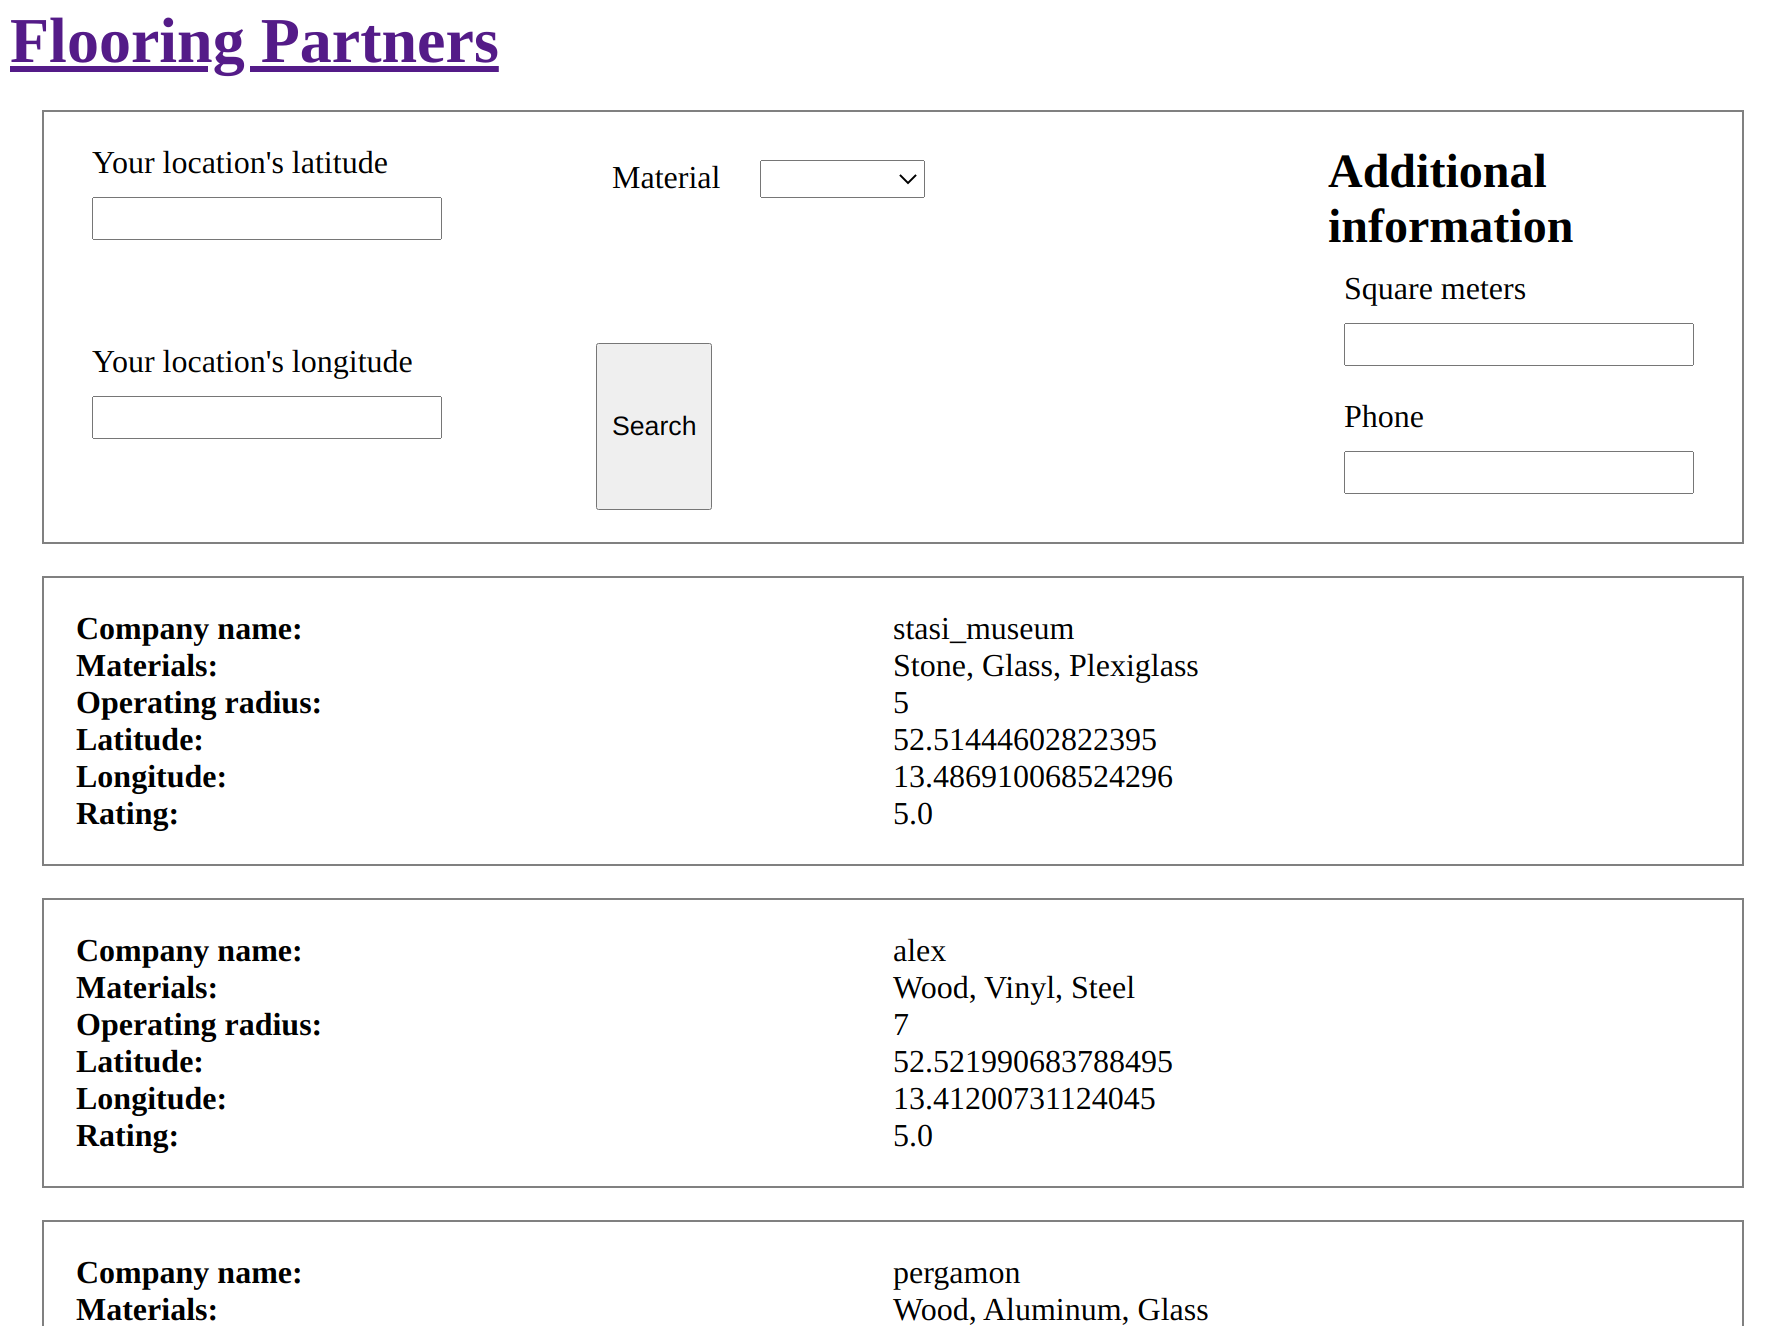 Flooring Partners
Your location's latitude
Material
Your location's longitude
Search
Additional
information
Square meters
Phone
Company name: stasi_museum
Materials: Stone, Glass, Plexiglass
Operating radius: 5
Latitude: 52.51444602822395
Longitude: 13.486910068524296
Rating: 5.0
Company name: alex
Materials: Wood, Vinyl, Steel
Operating radius: 7
Latitude: 52.521990683788495
Longitude: 13.41200731124045
Rating: 5.0
Company name: pergamon
Materials: Wood, Aluminum, Glass